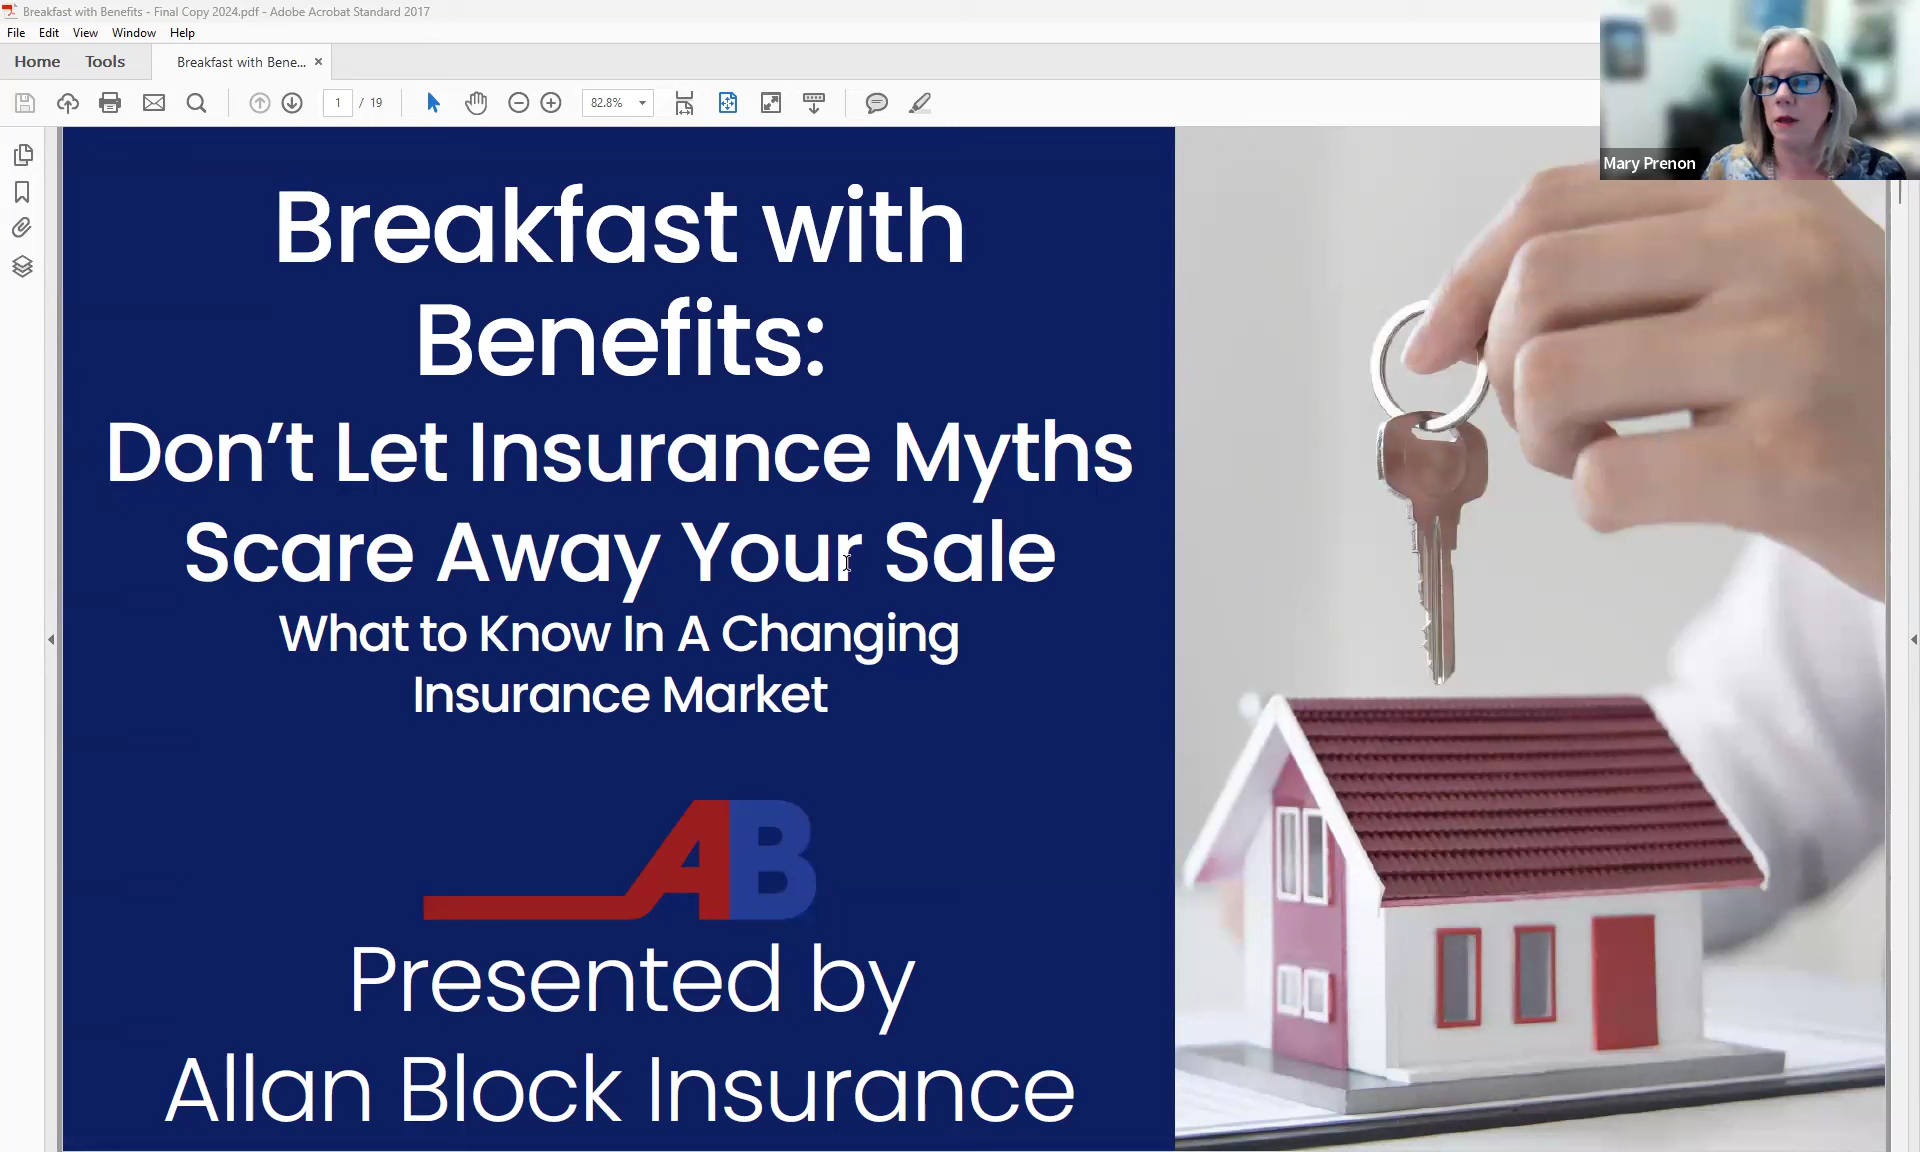 Breakfast with Benefits - Final Copy 2024.pdf - Adobe Acrobat Standard 2017
File Edit View Window Help
Home Tools Breakfast with Bene... ×
1 / 19 82.8%
Mary Prenon
Breakfast with
Benefits:
Don’t Let Insurance Myths
Scare Away Your Sale
What to Know In A Changing
Insurance Market
AB
Presented by
Allan Block Insurance